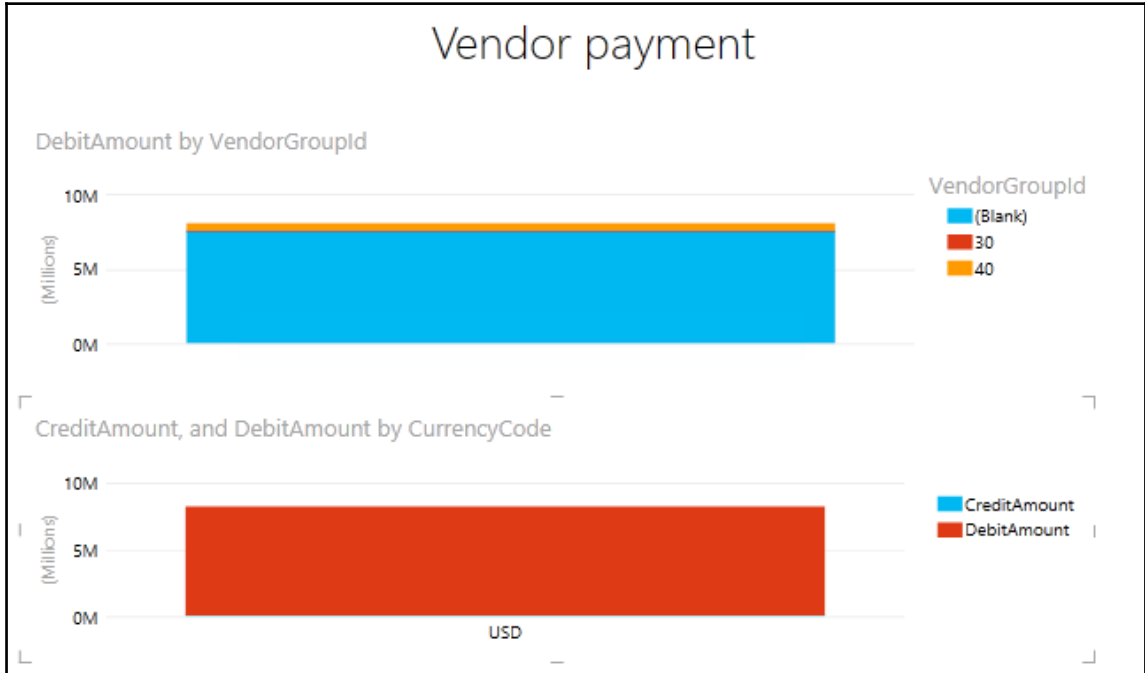 Vendor payment
DebitAmount by VendorGroupId
10M
5M
0M
(Millions)
VendorGroupId
(Blank)
30
40
CreditAmount, and DebitAmount by CurrencyCode
10M
5M
0M
(Millions)
USD
CreditAmount
DebitAmount